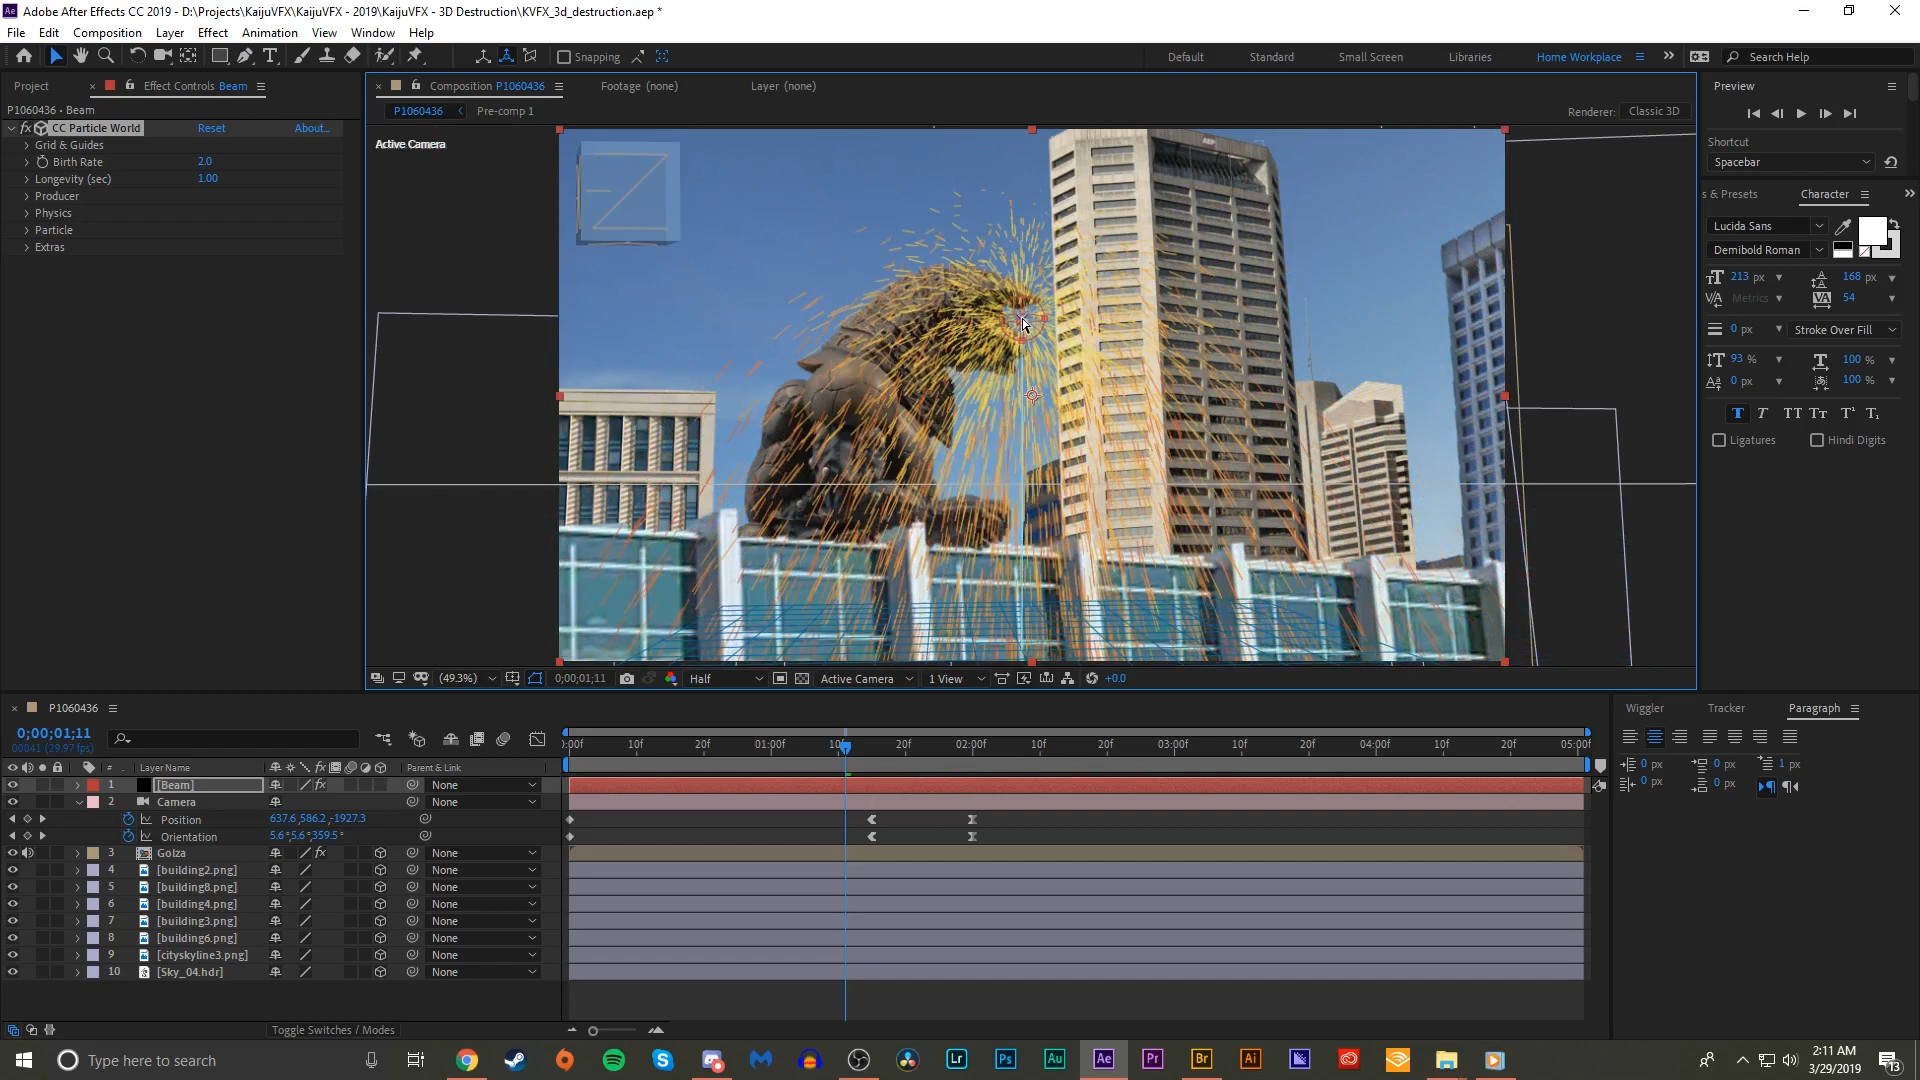 Adobe After Effects CC 2019 - D:\Projects\KaijuVFX\KaijuVFX - 2019\KaijuVFX - 3D Destruction\KVFX_3d_destruction.aep *
File Edit Composition Layer Effect Animation View Window Help
Snapping Default Standard Small Screen Libraries Home Workplace Search Help
Project Effect Controls Beam Composition P1060436 Footage (none) Layer (none) Preview
P1060436 • Beam P1060436 Pre-comp 1 Renderer: Classic 3D
fx CC Particle World Reset About...
Active Camera
Grid & Guides
Birth Rate 2.0
Longevity (sec) 1.00
Producer
Physics
Particle
Extras
Shortcut
Spacebar
s & Presets Character
Lucida Sans
Demibold Roman
213 px 168 px
Metrics 54
0 px Stroke Over Fill
93 % 100 %
0 px 100 %
T T TT Tt T' T,
Ligatures Hindi Digits
(49.3%) 0;00;01;11 Half Active Camera 1 View +0.0
P1060436
Wiggler Tracker Paragraph
0;00;01;11
00041 (29.97 fps)
:00f 10f 20f 01:00f 10f 20f 02:00f 10f 20f 03:00f 10f 20f 04:00f 10f 20f 05:00f
# Layer Name Parent & Link
0 px 0 px 1 px
0 px 0 px
1 [Beam] None
2 Camera None
Position 637.6,586.2,-1927.3
Orientation 5.6°,5.6°,359.5°
3 Golza None
4 [building2.png] None
5 [building8.png] None
6 [building4.png] None
7 [building3.png] None
8 [building6.png] None
9 [cityskyline3.png] None
10 [Sky_04.hdr] None
Toggle Switches / Modes
Type here to search
Lr Ps Au Ae Pr Br Ai
2:11 AM
3/29/2019
13